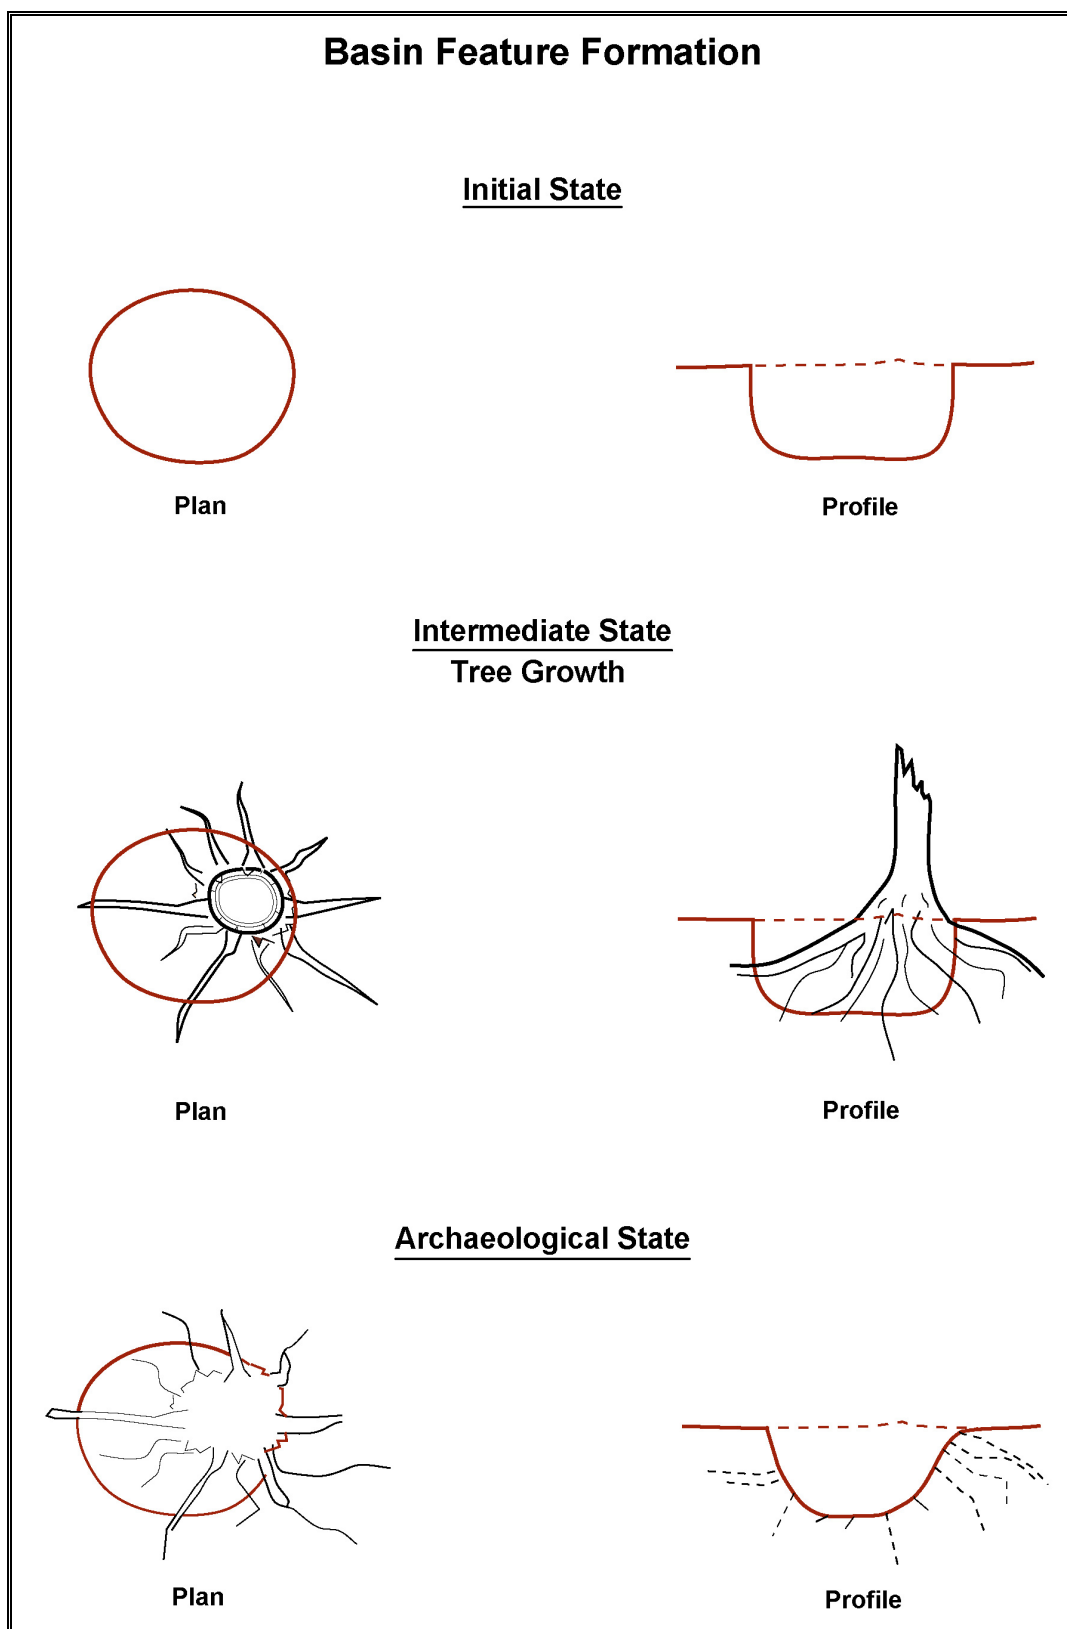 Basin Feature Formation
Initial State
Plan
Profile
Intermediate State
Tree Growth
Plan
Profile
Archaeological State
Plan
Profile